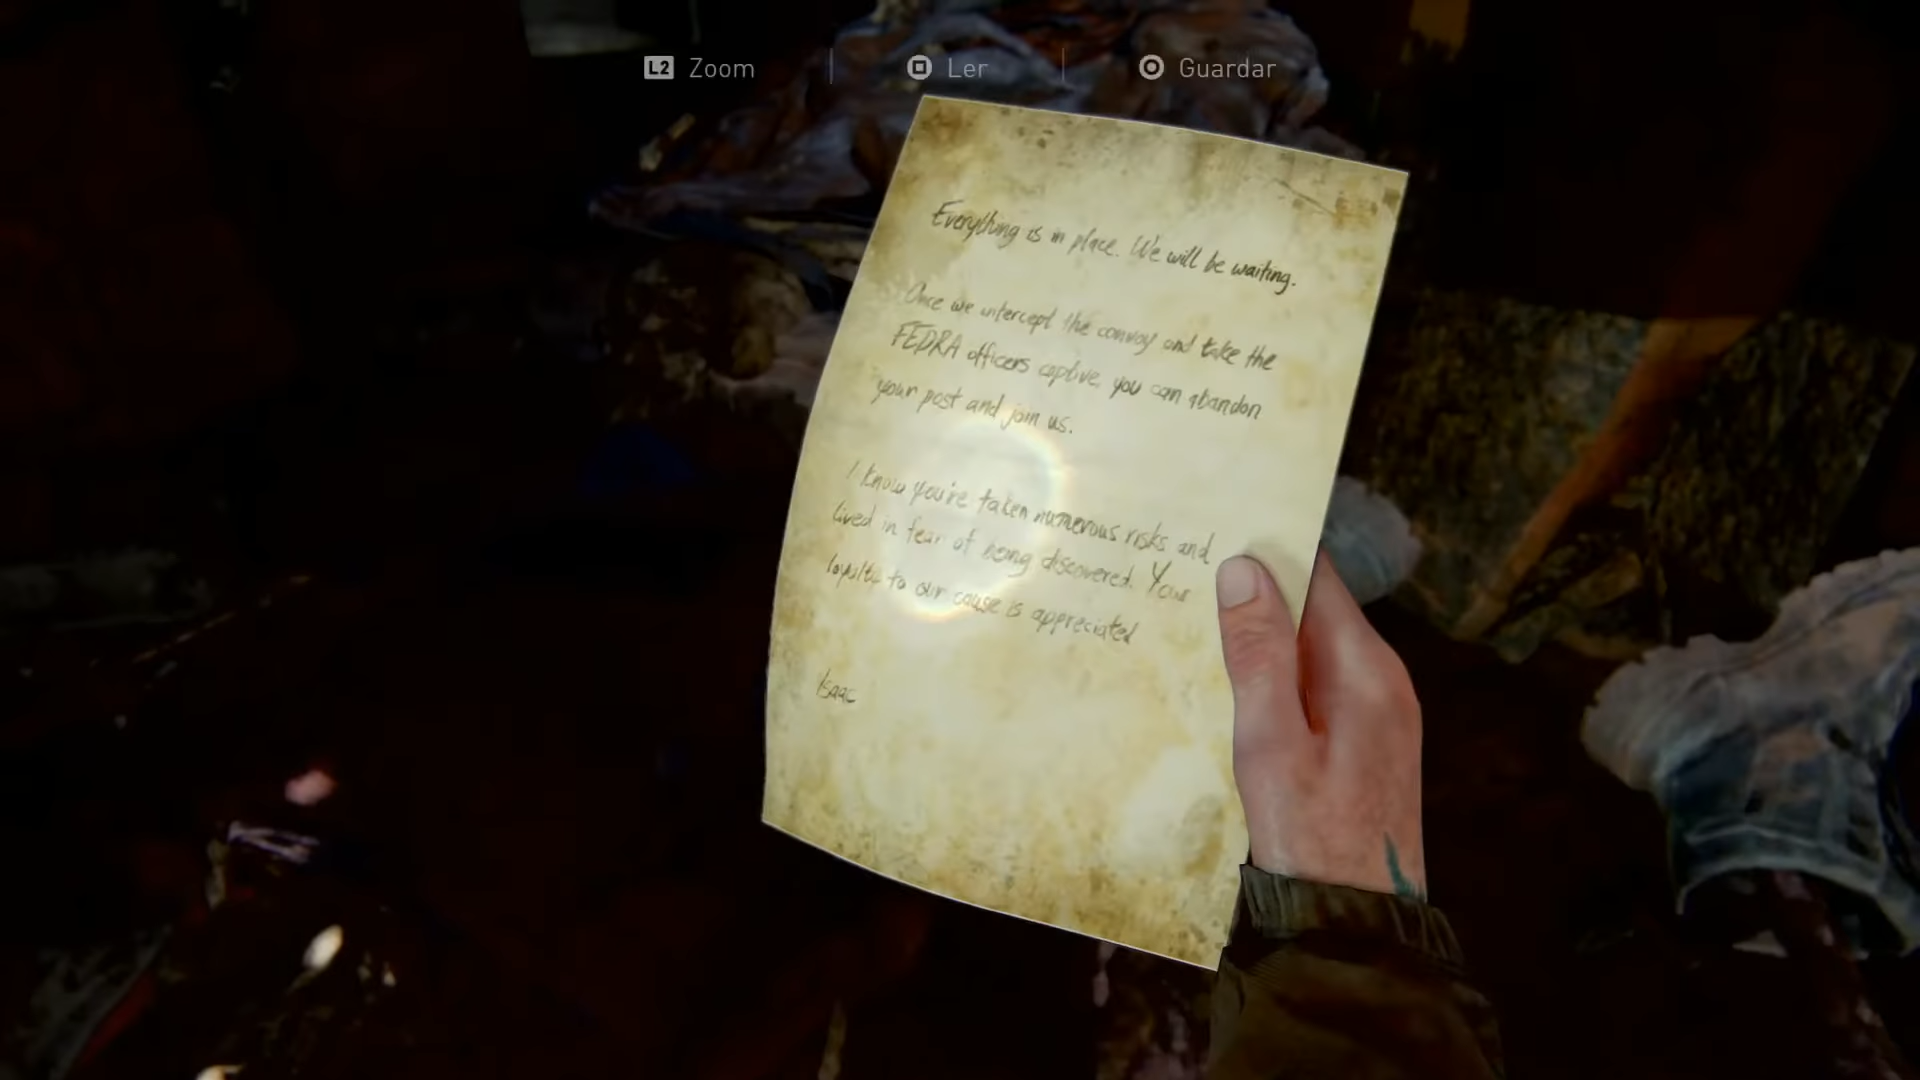 L2 Zoom
Ler
Guardar
Everything is in place. We will be waiting.
Once we intercept the convoy and take the
FEDRA officers captive, you can abandon
your post and join us.
I know you're taken numerous risks and
lived in fear of being discovered. Your
loyalty to our cause is appreciated
Isaac